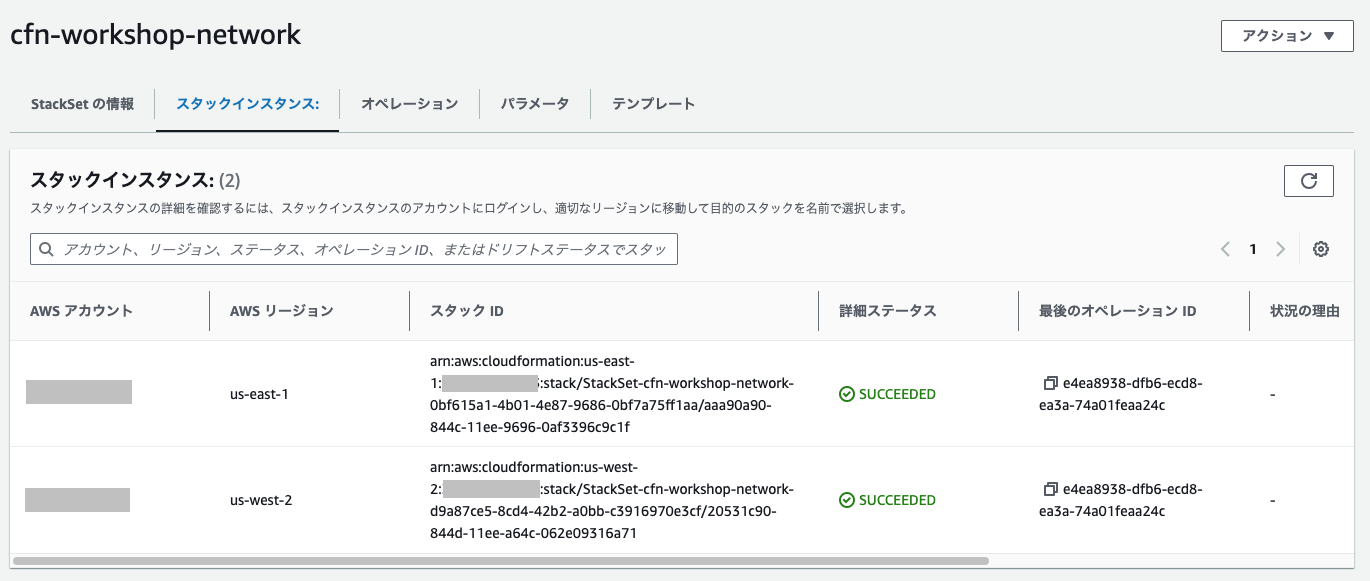 cfn-workshop-network
アクション ▼
StackSet の情報
スタックインスタンス:
オペレーション
パラメータ
テンプレート
スタックインスタンス: (2)
スタックインスタンスの詳細を確認するには、スタックインスタンスのアカウントにログインし、適切なリージョンに移動して目的のスタックを名前で選択します。
アカウント、リージョン、ステータス、オペレーション ID、またはドリフトステータスでスタッ
1
AWS アカウント
AWS リージョン
スタック ID
詳細ステータス
最後のオペレーション ID
状況の理由
us-east-1
arn:aws:cloudformation:us-east-
1: :stack/StackSet-cfn-workshop-network-
0bf615a1-4b01-4e87-9686-0bf7a75ff1aa/aaa90a90-
844c-11ee-9696-0af3396c9c1f
SUCCEEDED
e4ea8938-dfb6-ecd8-
ea3a-74a01feaa24c
-
us-west-2
arn:aws:cloudformation:us-west-
2: :stack/StackSet-cfn-workshop-network-
d9a87ce5-8cd4-42b2-a0bb-c3916970e3cf/20531c90-
844d-11ee-a64c-062e09316a71
SUCCEEDED
e4ea8938-dfb6-ecd8-
ea3a-74a01feaa24c
-